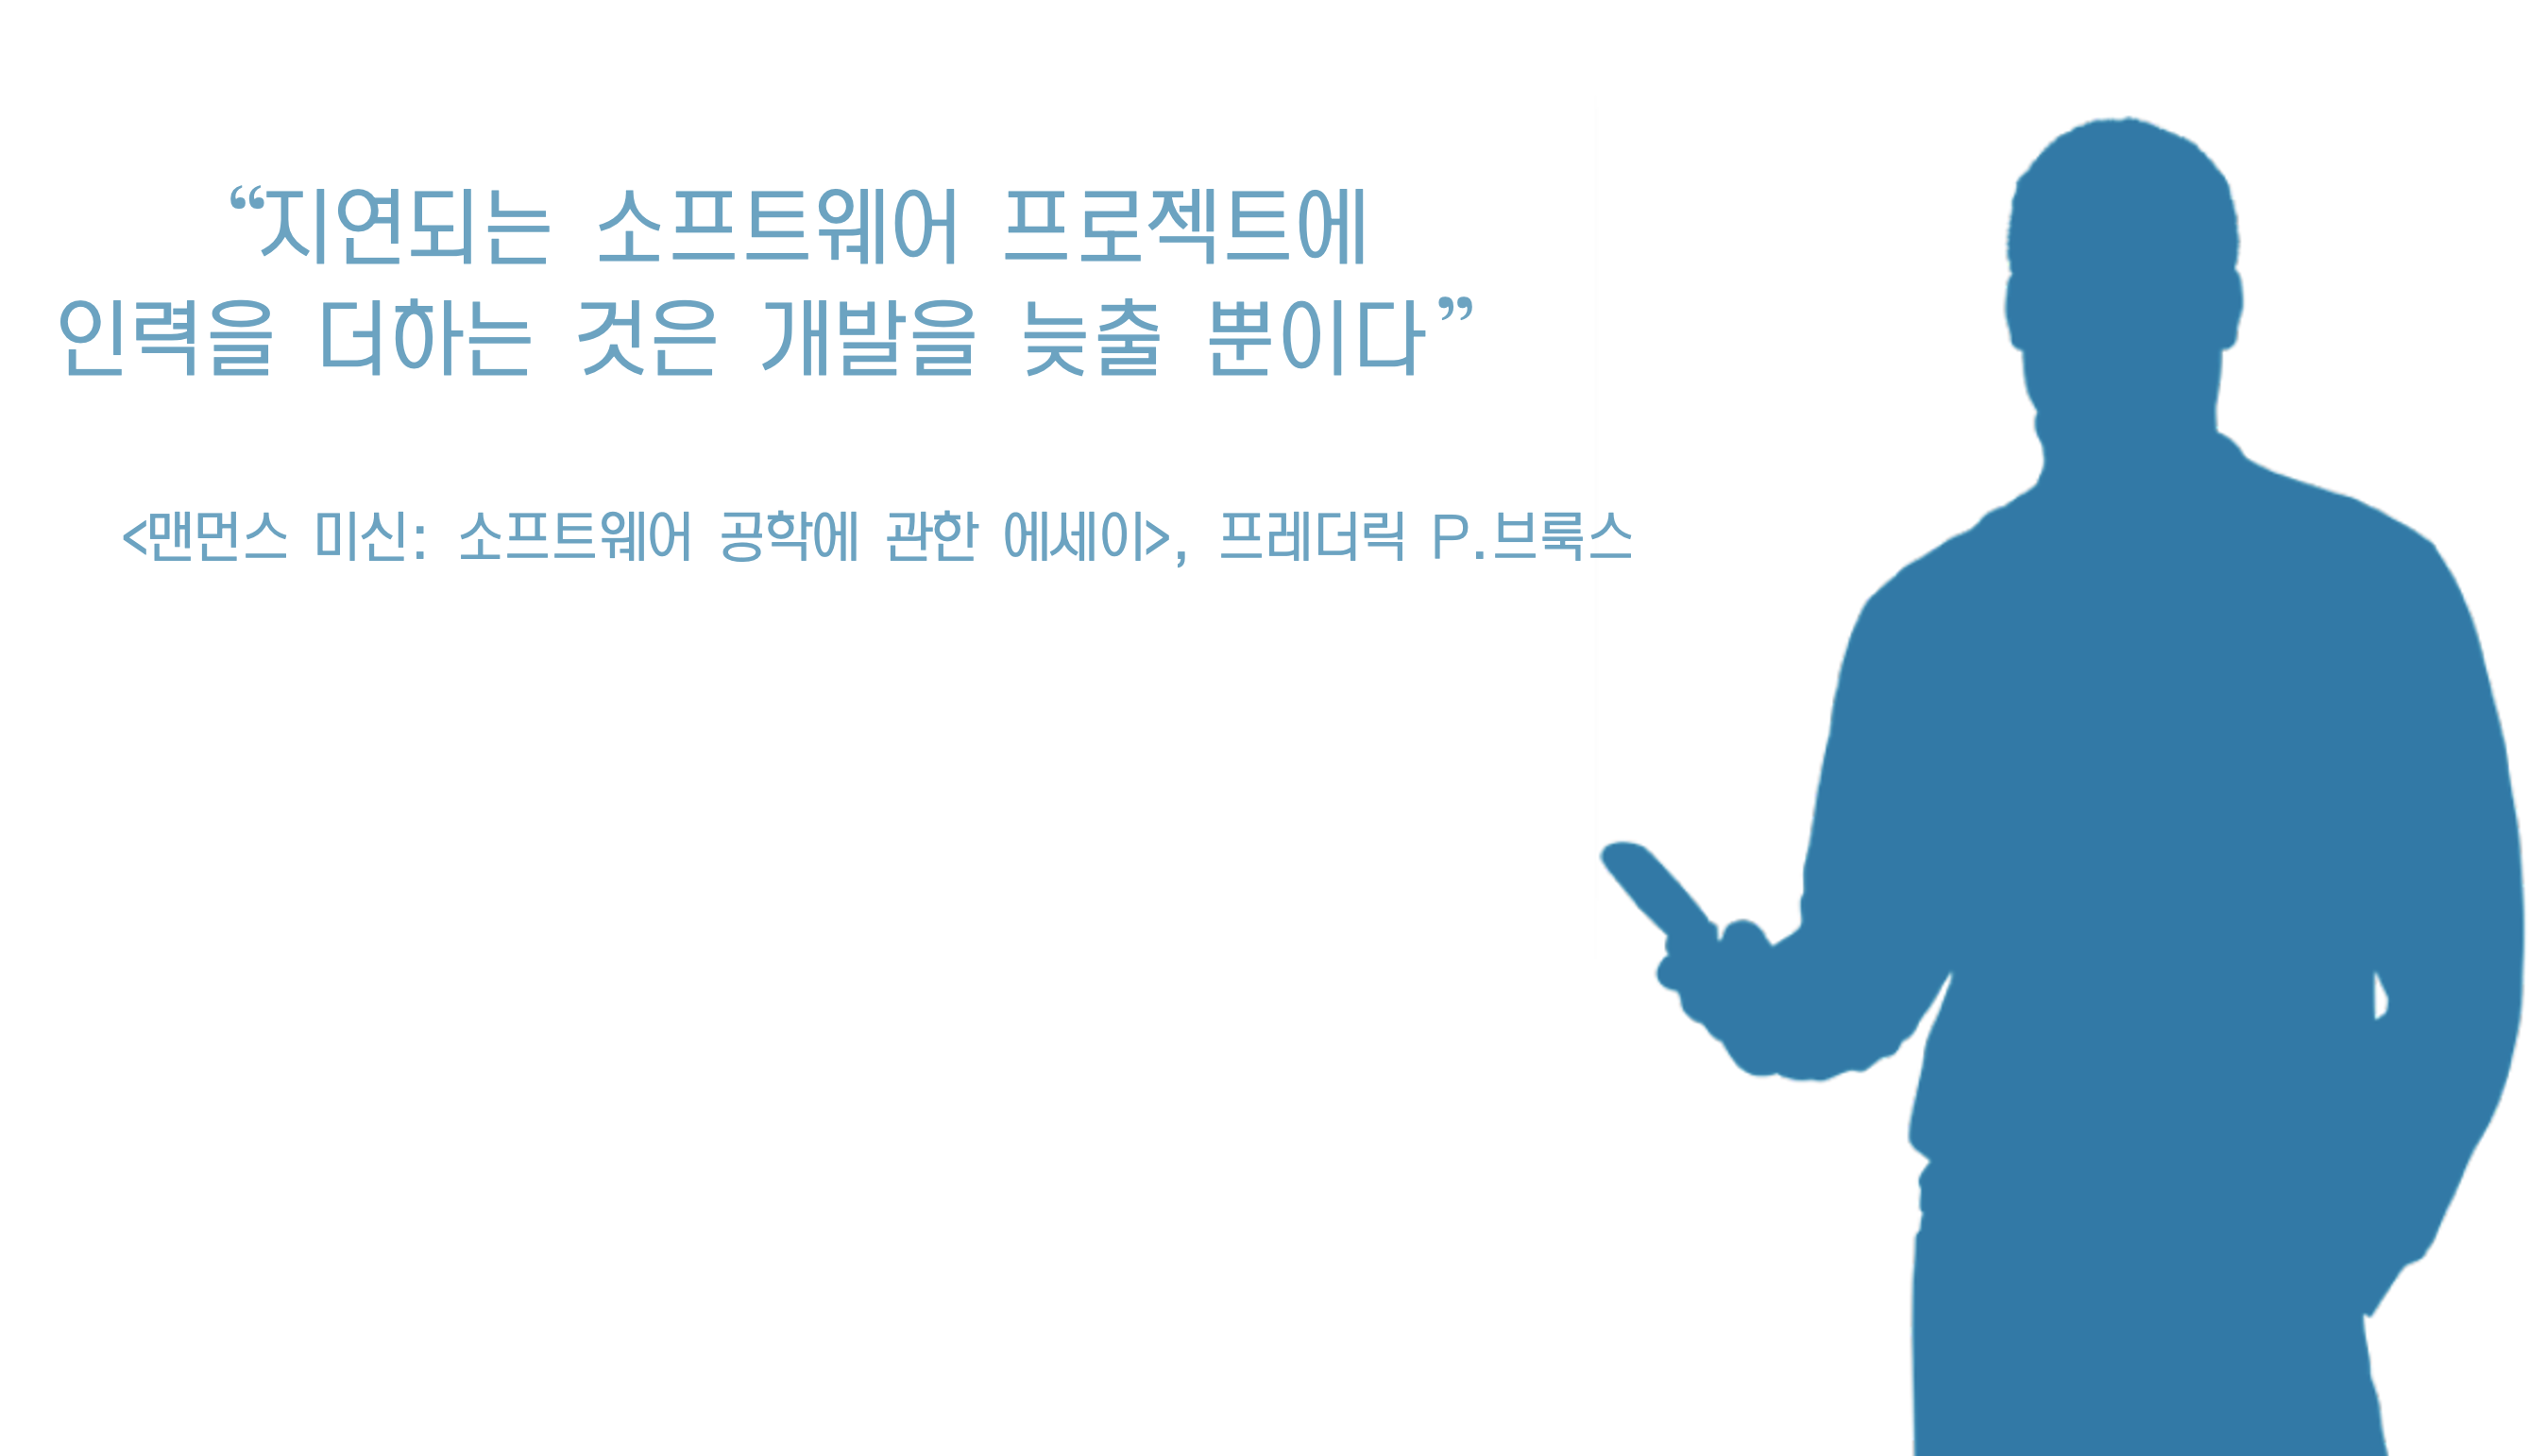 “지연되는 소프트웨어 프로젝트에
인력을 더하는 것은 개발을 늦출 뿐이다”
<맨먼스 미신: 소프트웨어 공학에 관한 에세이>, 프레더릭 P.브룩스